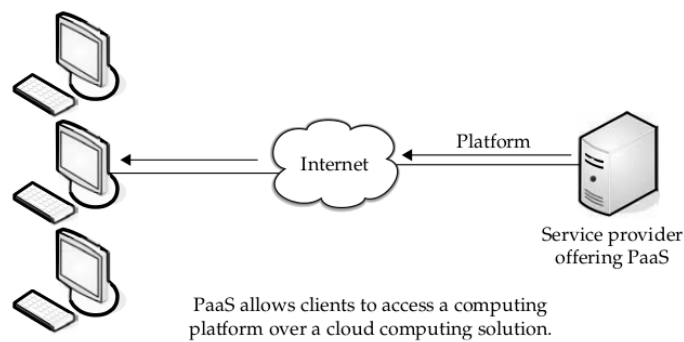 Internet
Platform
Service provider
offering PaaS
PaaS allows clients to access a computing
platform over a cloud computing solution.